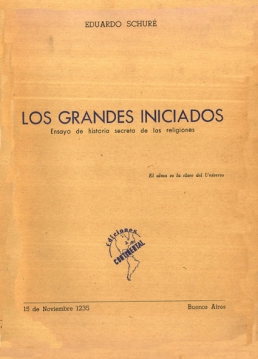 EDUARDO SCHURÉ
LOS GRANDES INICIADOS
Ensayo de historia secreta de las religiones
El alma es la clave del Universo
Ediciones
CONTINENTAL
15 de Noviembre 1235
Buenos Aires